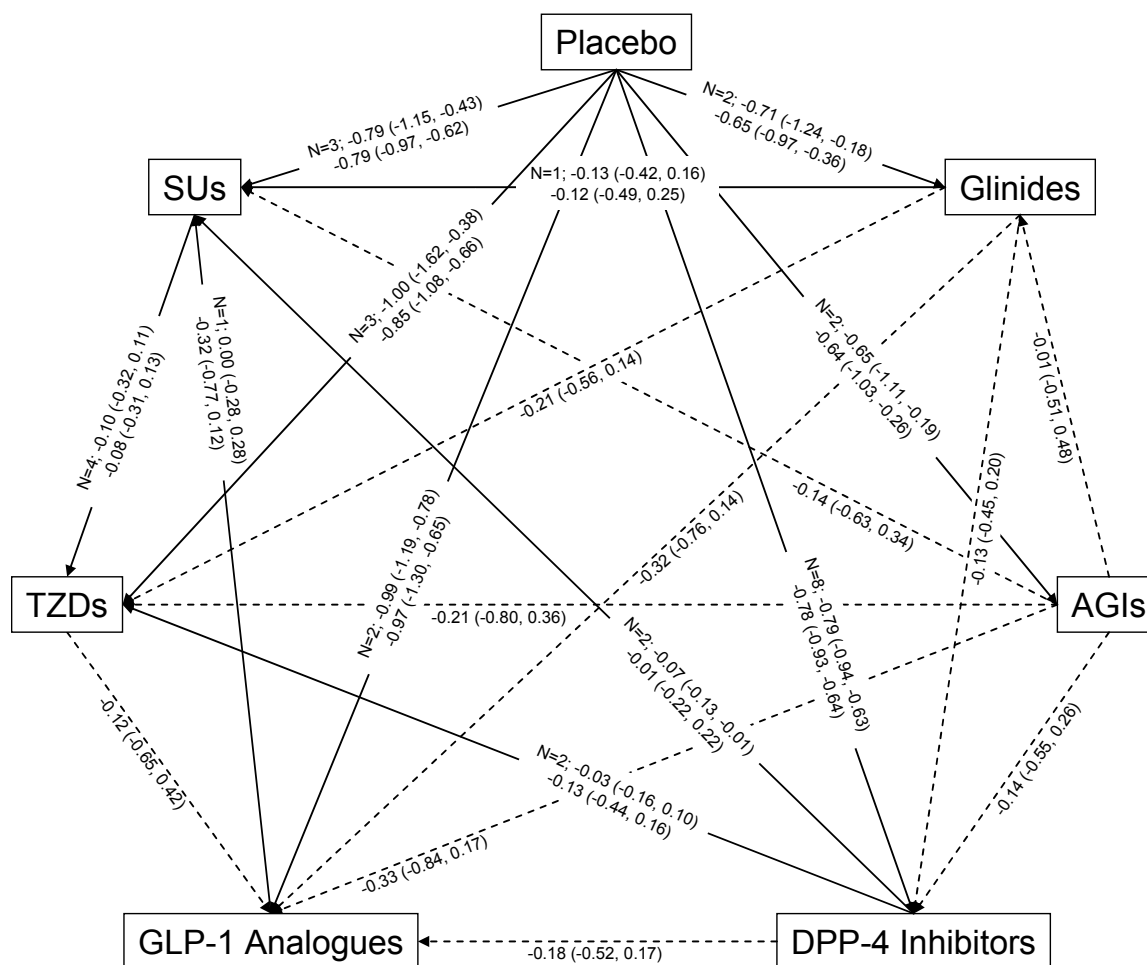 Placebo
N=3; -0.79 (-1.15, -0.43)
-0.79 (-0.97, -0.62)
N=2; -0.71 (-1.24, -0.18)
-0.65 (-0.97, -0.36)
SUs
N=1; -0.13 (-0.42, 0.16)
-0.12 (-0.49, 0.25)
Glinides
N=3; -1.00 (-1.62, -0.38)
-0.85 (-1.08, -0.66)
N=4; -0.10 (-0.32, 0.11)
-0.08 (-0.31, 0.13)
N=1; 0.00 (-0.28, 0.28)
-0.32 (-0.77, 0.12)
-0.21 (-0.56, 0.14)
N=2; -0.65 (-1.11, -0.19)
-0.64 (-1.03, -0.26)
-0.01 (-0.51, 0.48)
-0.14 (-0.63, 0.34)
-0.13 (-0.45, 0.20)
N=2; -0.99 (-1.19, -0.78)
-0.97 (-1.30, -0.65)
-0.32 (-0.76, 0.14)
N=8; -0.79 (-0.94, -0.63)
-0.78 (-0.93, -0.64)
TZDs
-0.21 (-0.80, 0.36)
AGIs
-0.12 (-0.65, 0.42)
N=2; -0.07 (-0.13, -0.01)
-0.01 (-0.22, 0.22)
-0.14 (-0.55, 0.26)
N=2; -0.03 (-0.16, 0.10)
-0.13 (-0.44, 0.16)
-0.33 (-0.84, 0.17)
GLP-1 Analogues
DPP-4 Inhibitors
-0.18 (-0.52, 0.17)